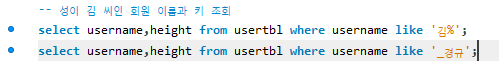 -- 성이 김 씨인 회원 이름과 키 조회
select username,height from usertbl where username like '김%';
select username,height from usertbl where username like '_경규';